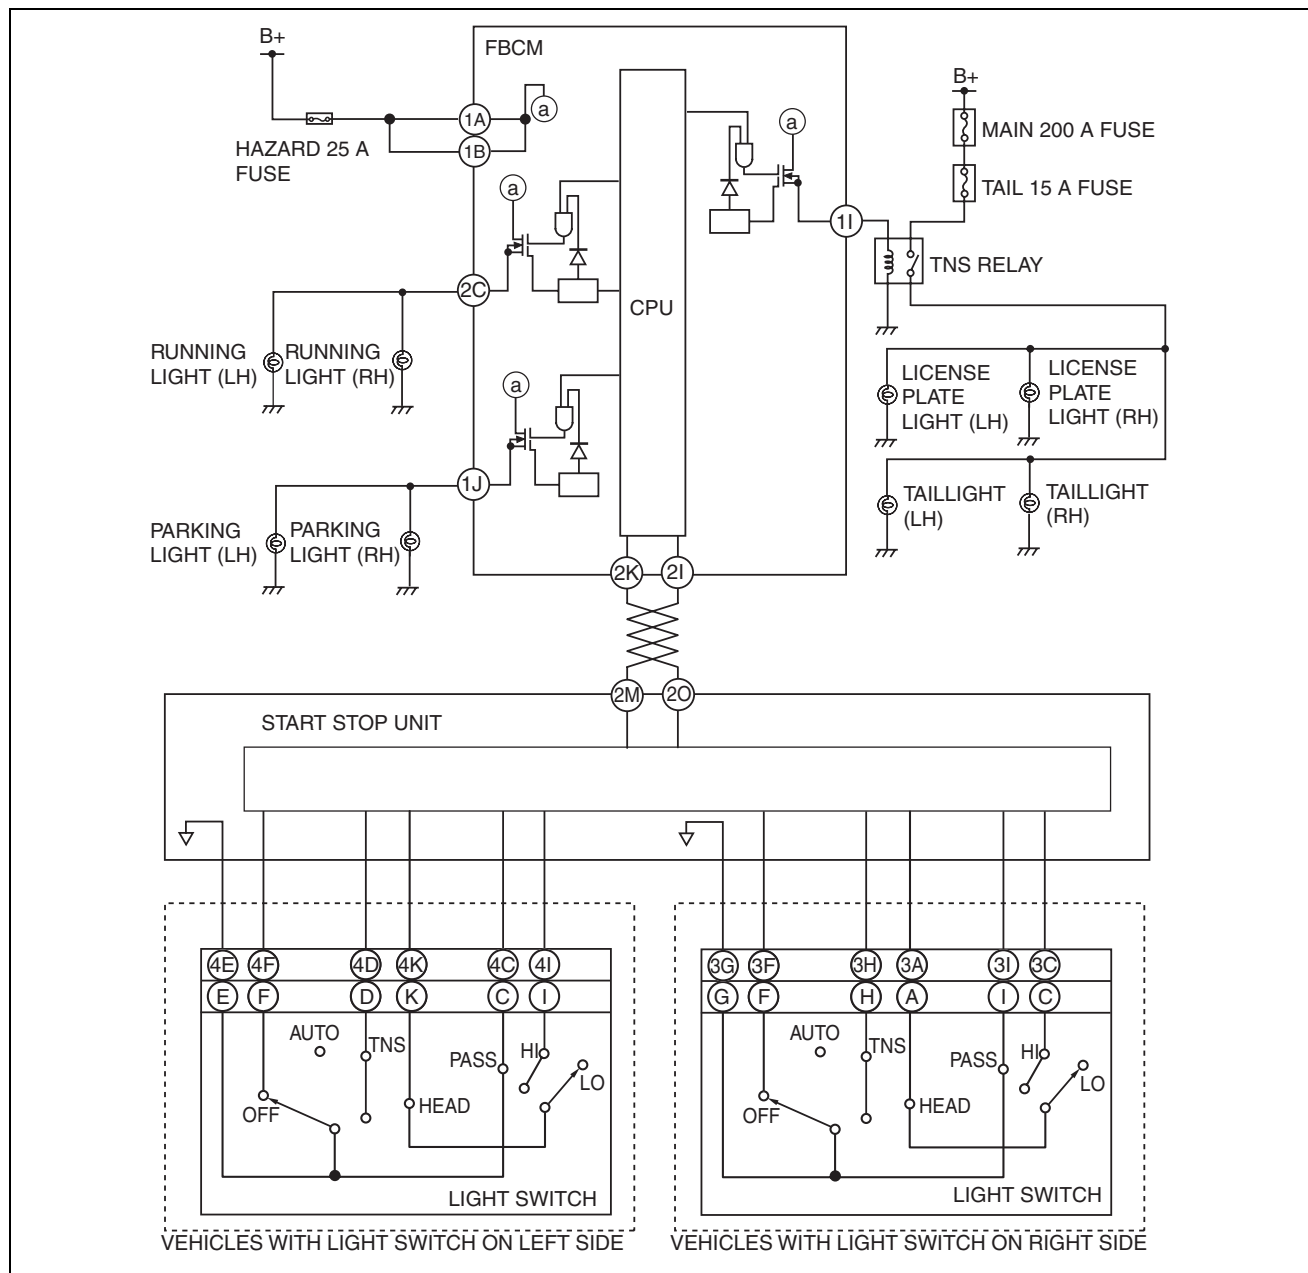 B+
FBCM
a
1A
1B
HAZARD 25 A
FUSE
a
B+
MAIN 200 A FUSE
TAIL 15 A FUSE
a
1I
TNS RELAY
2C
CPU
RUNNING
LIGHT (LH)
RUNNING
LIGHT (RH)
a
LICENSE
PLATE
LIGHT (LH)
LICENSE
PLATE
LIGHT (RH)
1J
TAILLIGHT
(LH)
TAILLIGHT
(RH)
PARKING
LIGHT (LH)
PARKING
LIGHT (RH)
2K
2I
2M
2O
START STOP UNIT
4E
4F
4D
4K
4C
4I
E
F
D
K
C
I
AUTO
TNS
PASS
HI
LO
OFF
HEAD
LIGHT SWITCH
VEHICLES WITH LIGHT SWITCH ON LEFT SIDE
3G
3F
3H
3A
3I
3C
G
F
H
A
I
C
AUTO
TNS
PASS
HI
LO
OFF
HEAD
LIGHT SWITCH
VEHICLES WITH LIGHT SWITCH ON RIGHT SIDE